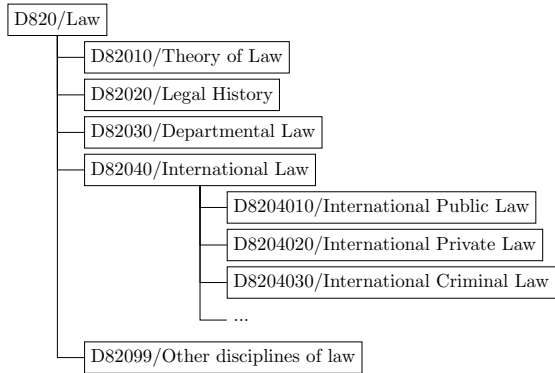 D820/Law
D82010/Theory of Law
D82020/Legal History
D82030/Departmental Law
D82040/International Law
D8204010/International Public Law
D8204020/International Private Law
D8204030/International Criminal Law
...
D82099/Other disciplines of law